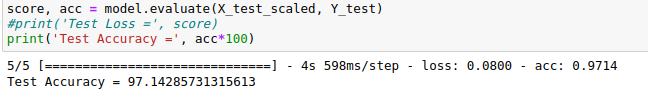 score, acc = model.evaluate(X_test_scaled, Y_test)
#print('Test Loss =', score)
print('Test Accuracy =', acc*100)
5/5 [==============================] - 4s 598ms/step - loss: 0.0800 - acc: 0.9714
Test Accuracy = 97.14285731315613